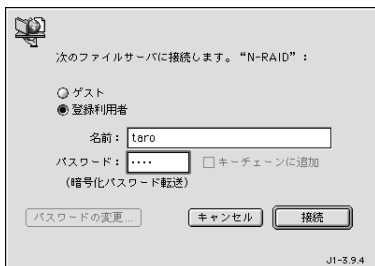 次のファイルサーバに接続します。“N-RAID”：
ゲスト
登録利用者
名前： taro
パスワード： ････
キーチェーンに追加
(暗号化パスワード転送)
パスワードの変更...
キャンセル
接続
J1-3.9.4